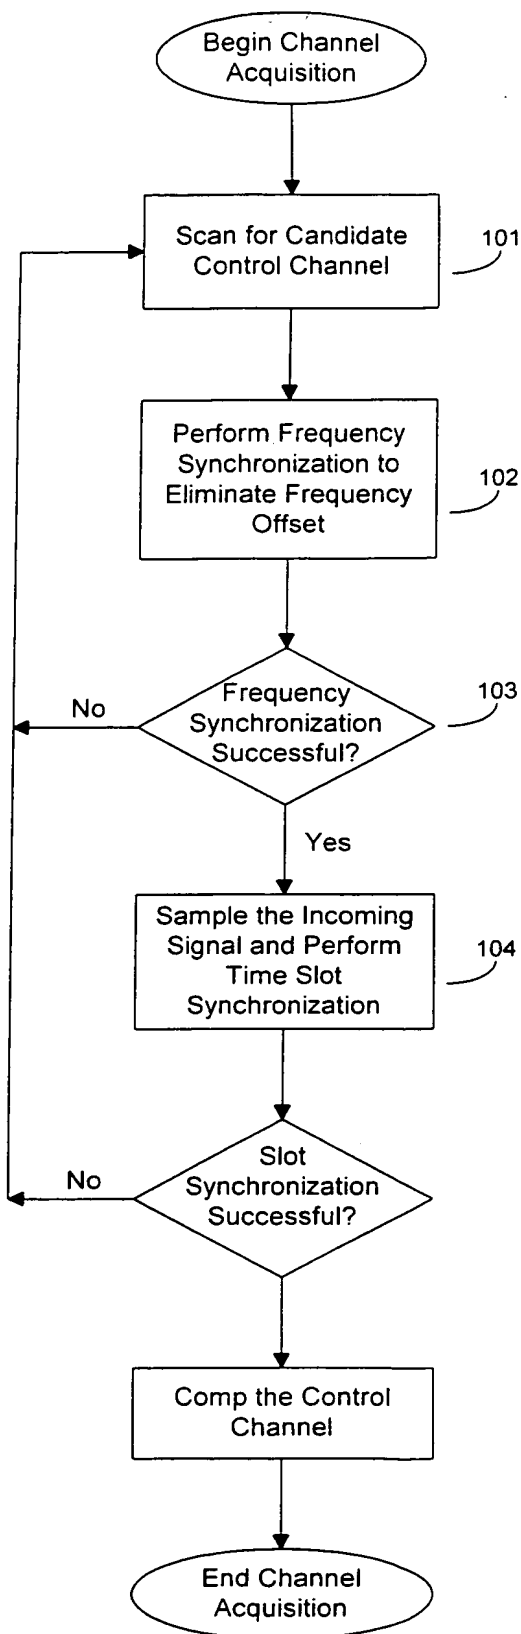 Begin Channel
Acquisition
Scan for Candidate
Control Channel
101
Perform Frequency
Synchronization to
Eliminate Frequency
Offset
102
Frequency
Synchronization
Successful?
103
No
Yes
Sample the Incoming
Signal and Perform
Time Slot
Synchronization
104
Slot
Synchronization
Successful?
No
Comp the Control
Channel
End Channel
Acquisition